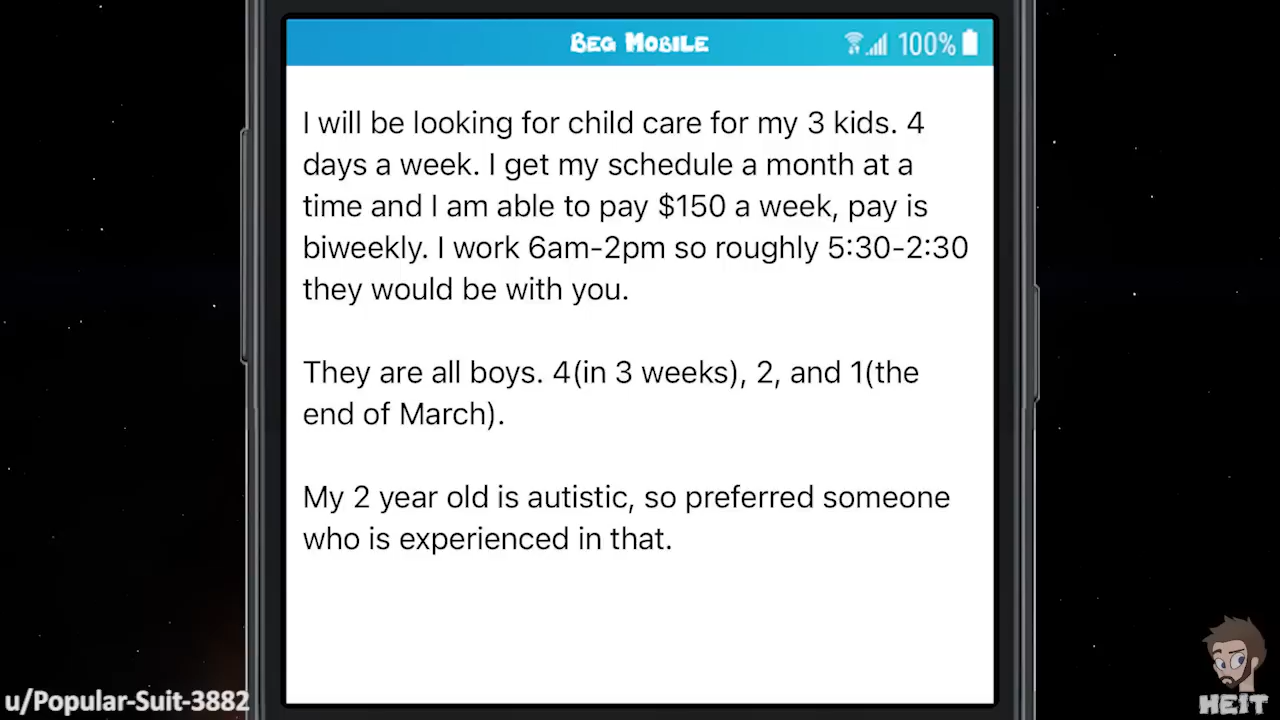 BEG MOBILE
100%
I will be looking for child care for my 3 kids. 4
days a week. I get my schedule a month at a
time and I am able to pay $150 a week, pay is
biweekly. I work 6am-2pm so roughly 5:30-2:30
they would be with you.
They are all boys. 4(in 3 weeks), 2, and 1(the
end of March).
My 2 year old is autistic, so preferred someone
who is experienced in that.
u/Popular-Suit-3882
HEIT